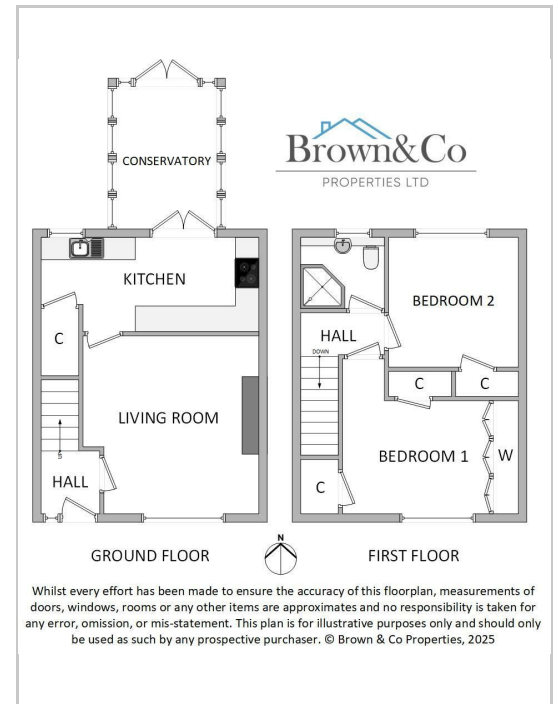 CONSERVATORY
Brown&Co
PROPERTIES LTD
KITCHEN
C
LIVING ROOM
HALL
BEDROOM 2
HALL
DOWN
C
C
BEDROOM 1
W
C
GROUND FLOOR
N
FIRST FLOOR
Whilst every effort has been made to ensure the accuracy of this floorplan, measurements of
doors, windows, rooms or any other items are approximates and no responsibility is taken for
any error, omission, or mis-statement. This plan is for illustrative purposes only and should only
be used as such by any prospective purchaser. © Brown & Co Properties, 2025